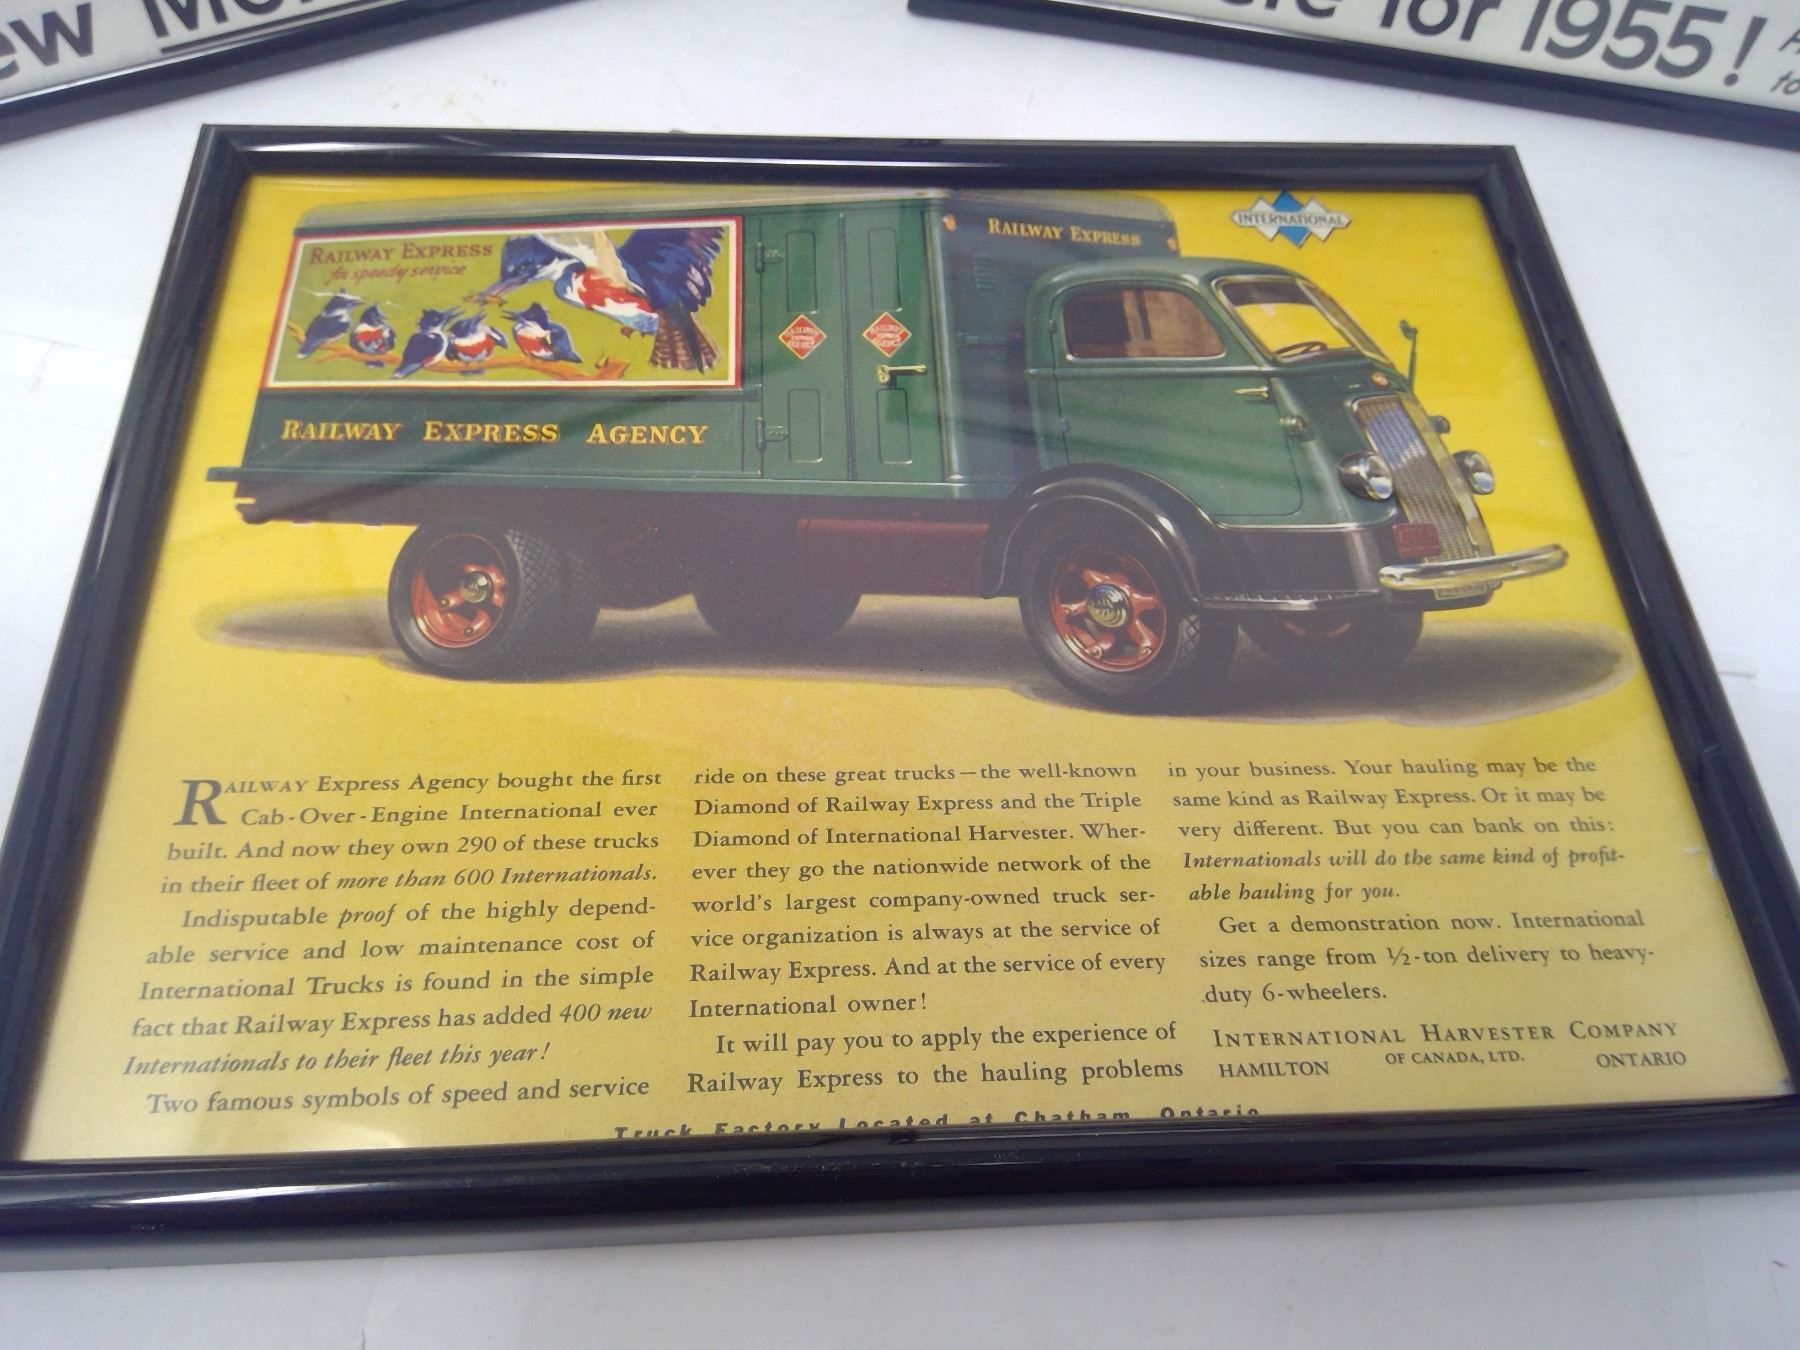 ew
for 1955!
to
INTERNATIONAL
RAILWAY EXPRESS
RAILWAY EXPRESS
for speedy service
RAILWAY EXPRESS AGENCY
RAILWAY EXPRESS AGENCY
RAILWAY Express Agency bought the first
Cab-Over-Engine International ever
built. And now they own 290 of these trucks
in their fleet of more than 600 Internationals.
Indisputable proof of the highly depend-
able service and low maintenance cost of
International Trucks is found in the simple
fact that Railway Express has added 400 new
Internationals to their fleet this year!
Two famous symbols of speed and service
ride on these great trucks—the well-known
Diamond of Railway Express and the Triple
Diamond of International Harvester. Wher-
ever they go the nationwide network of the
world's largest company-owned truck ser-
vice organization is always at the service of
Railway Express. And at the service of every
International owner!
It will pay you to apply the experience of
Railway Express to the hauling problems
in your business. Your hauling may be the
same kind as Railway Express. Or it may be
very different. But you can bank on this:
Internationals will do the same kind of profit-
able hauling for you.
Get a demonstration now. International
sizes range from ½-ton delivery to heavy-
duty 6-wheelers.
INTERNATIONAL HARVESTER COMPANY
HAMILTON OF CANADA, LTD. ONTARIO
Truck Factory Located at Chatham, Ontario